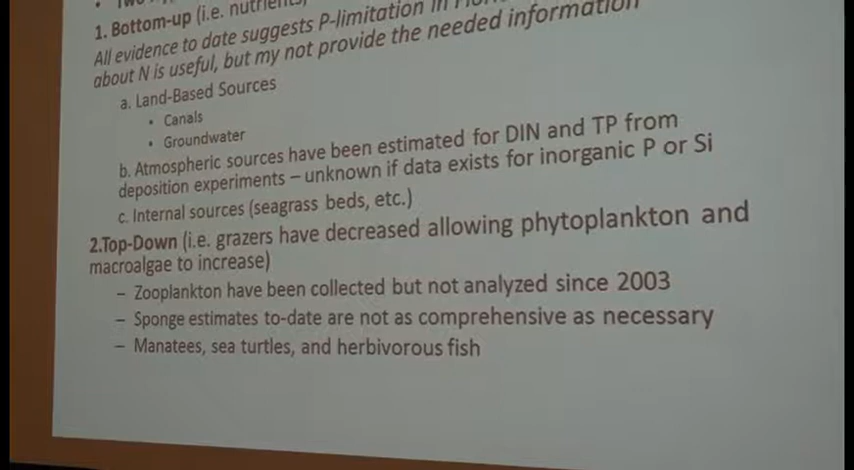 1. Bottom-up (i.e. nutrients,
All evidence to date suggests P-limitation in
about N is useful, but my not provide the needed information
a. Land-Based Sources
• Canals
• Groundwater
b. Atmospheric sources have been estimated for DIN and TP from
deposition experiments – unknown if data exists for inorganic P or Si
c. Internal sources (seagrass beds, etc.)
2.Top-Down (i.e. grazers have decreased allowing phytoplankton and
macroalgae to increase)
– Zooplankton have been collected but not analyzed since 2003
– Sponge estimates to-date are not as comprehensive as necessary
– Manatees, sea turtles, and herbivorous fish